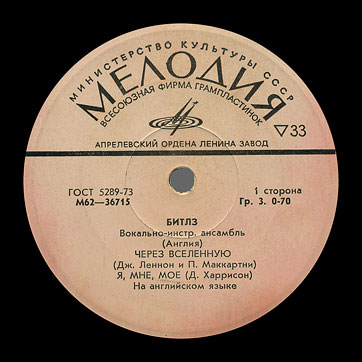 МИНИСТЕРСТВО КУЛЬТУРЫ СССР
МЕЛОДИЯ
ВСЕСОЮЗНАЯ ФИРМА ГРАМПЛАСТИНОК
▽33
АПРЕЛЕВСКИЙ ОРДЕНА ЛЕНИНА ЗАВОД
ГОСТ 5289-73
М62—36715
1 сторона
Гр. 3. 0-70
БИТЛЗ
Вокально-инстр. ансамбль
(Англия)
ЧЕРЕЗ ВСЕЛЕННУЮ
(Дж. Леннон и П. Маккартни)
Я, МНЕ, МОЕ (Д. Харрисон)
На английском языке